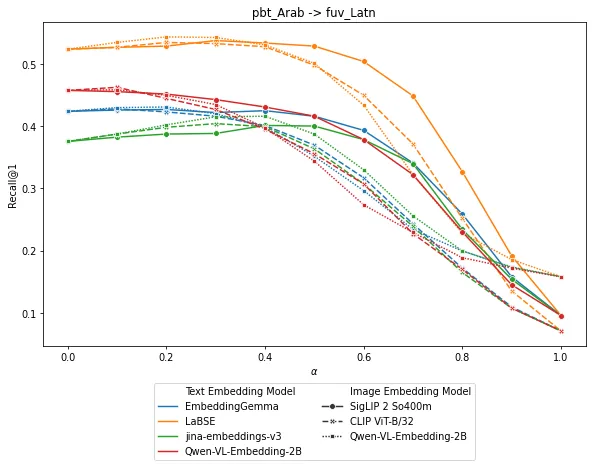 pbt_Arab -> fuv_Latn
Recall@1
0.5
0.4
0.3
0.2
0.1
0.0
0.2
0.4
0.6
0.8
1.0
α
Text Embedding Model
EmbeddingGemma
LaBSE
jina-embeddings-v3
Qwen-VL-Embedding-2B
Image Embedding Model
SigLIP 2 So400m
CLIP ViT-B/32
Qwen-VL-Embedding-2B